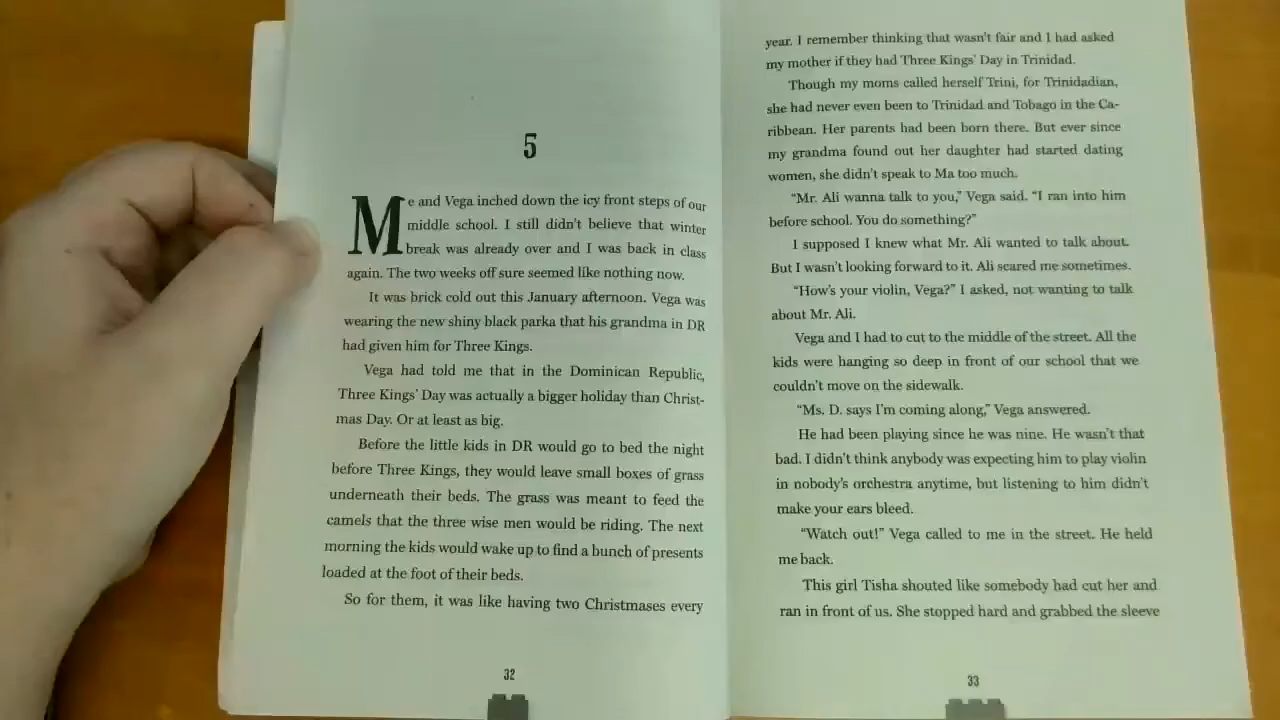 5
Me and Vega inched down the icy front steps of our
middle school. I still didn't believe that winter
break was already over and I was back in class
again. The two weeks off sure seemed like nothing now.
It was brick cold out this January afternoon. Vega was
wearing the new shiny black parka that his grandma in DR
had given him for Three Kings.
Vega had told me that in the Dominican Republic,
Three Kings' Day was actually a bigger holiday than Christ-
mas Day. Or at least as big.
Before the little kids in DR would go to bed the night
before Three Kings, they would leave small boxes of grass
underneath their beds. The grass was meant to feed the
camels that the three wise men would be riding. The next
morning the kids would wake up to find a bunch of presents
loaded at the foot of their beds.
So for them, it was like having two Christmases every
32
year. I remember thinking that wasn't fair and I had asked
my mother if they had Three Kings' Day in Trinidad.
Though my moms called herself Trini, for Trinidadian,
she had never even been to Trinidad and Tobago in the Ca-
ribbean. Her parents had been born there. But ever since
my grandma found out her daughter had started dating
women, she didn't speak to Ma too much.
“Mr. Ali wanna talk to you,” Vega said. “I ran into him
before school. You do something?”
I supposed I knew what Mr. Ali wanted to talk about.
But I wasn't looking forward to it. Ali scared me sometimes.
“How's your violin, Vega?” I asked, not wanting to talk
about Mr. Ali.
Vega and I had to cut to the middle of the street. All the
kids were hanging so deep in front of our school that we
couldn't move on the sidewalk.
“Ms. D. says I'm coming along,” Vega answered.
He had been playing since he was nine. He wasn't that
bad. I didn't think anybody was expecting him to play violin
in nobody's orchestra anytime, but listening to him didn't
make your ears bleed.
“Watch out!” Vega called to me in the street. He held
me back.
This girl Tisha shouted like somebody had cut her and
ran in front of us. She stopped hard and grabbed the sleeve
33